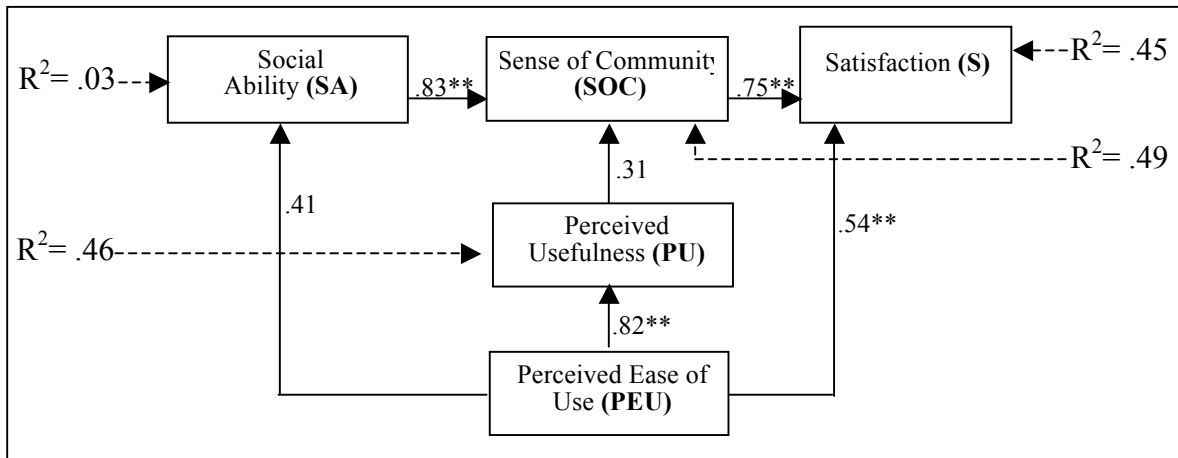 Social
Ability (SA)
Sense of Community
(SOC)
Satisfaction (S)
R²= .45
R²= .03
.83**
.75**
R²= .49
.31
.41
Perceived
Usefulness (PU)
.54**
R²= .46
.82**
Perceived Ease of
Use (PEU)